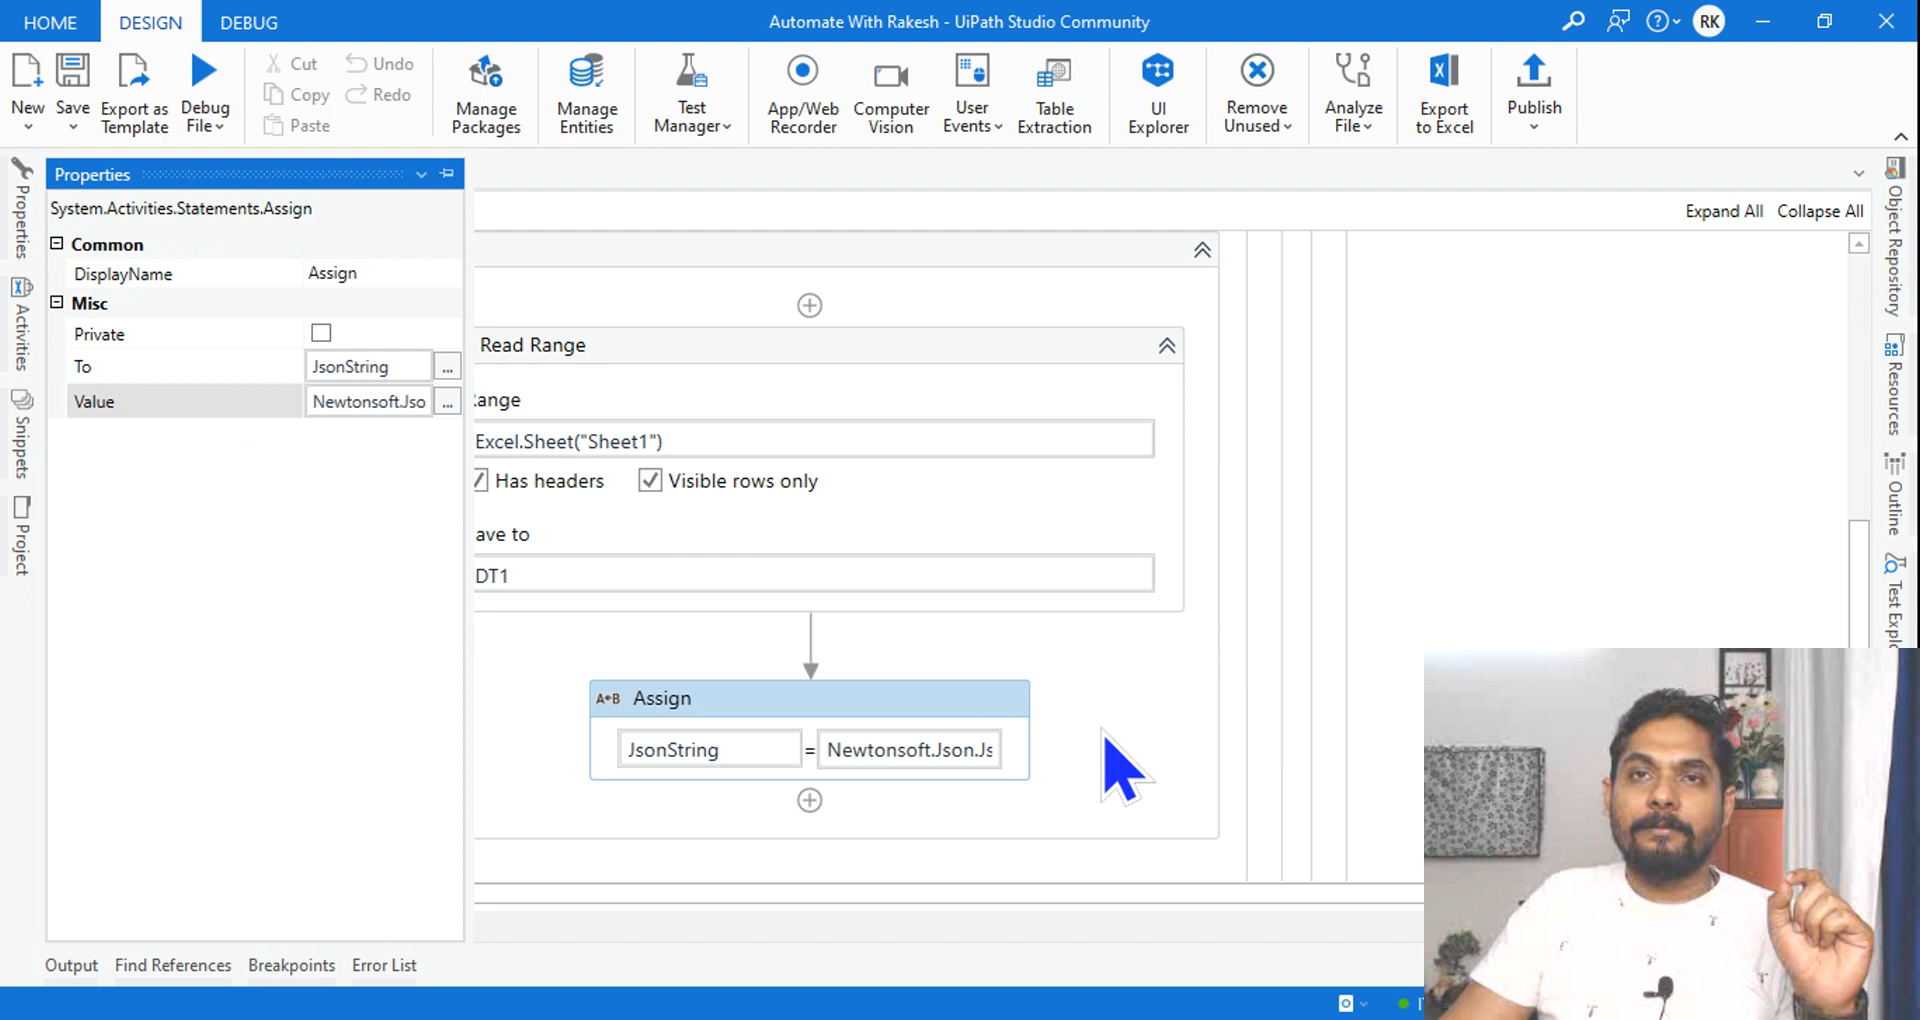 HOME DESIGN DEBUG Automate With Rakesh - UiPath Studio Community RK
New
Save
Export as
Template
Debug
File
Cut
Copy
Paste
Undo
Redo
Manage
Packages
Manage
Entities
Test
Manager
App/Web
Recorder
Computer
Vision
User
Events
Table
Extraction
UI
Explorer
Remove
Unused
Analyze
File
Export
to Excel
Publish
Properties
Activities
Snippets
Project
Properties
System.Activities.Statements.Assign
Common
DisplayName Assign
Misc
Private
To JsonString ...
Value Newtonsoft.Jso ...
Expand All Collapse All
Read Range
ange
Excel.Sheet("Sheet1")
Has headers Visible rows only
ave to
DT1
A B Assign
JsonString = Newtonsoft.Json.Js
Object Repository
Resources
Outline
Test Explo
Output Find References Breakpoints Error List